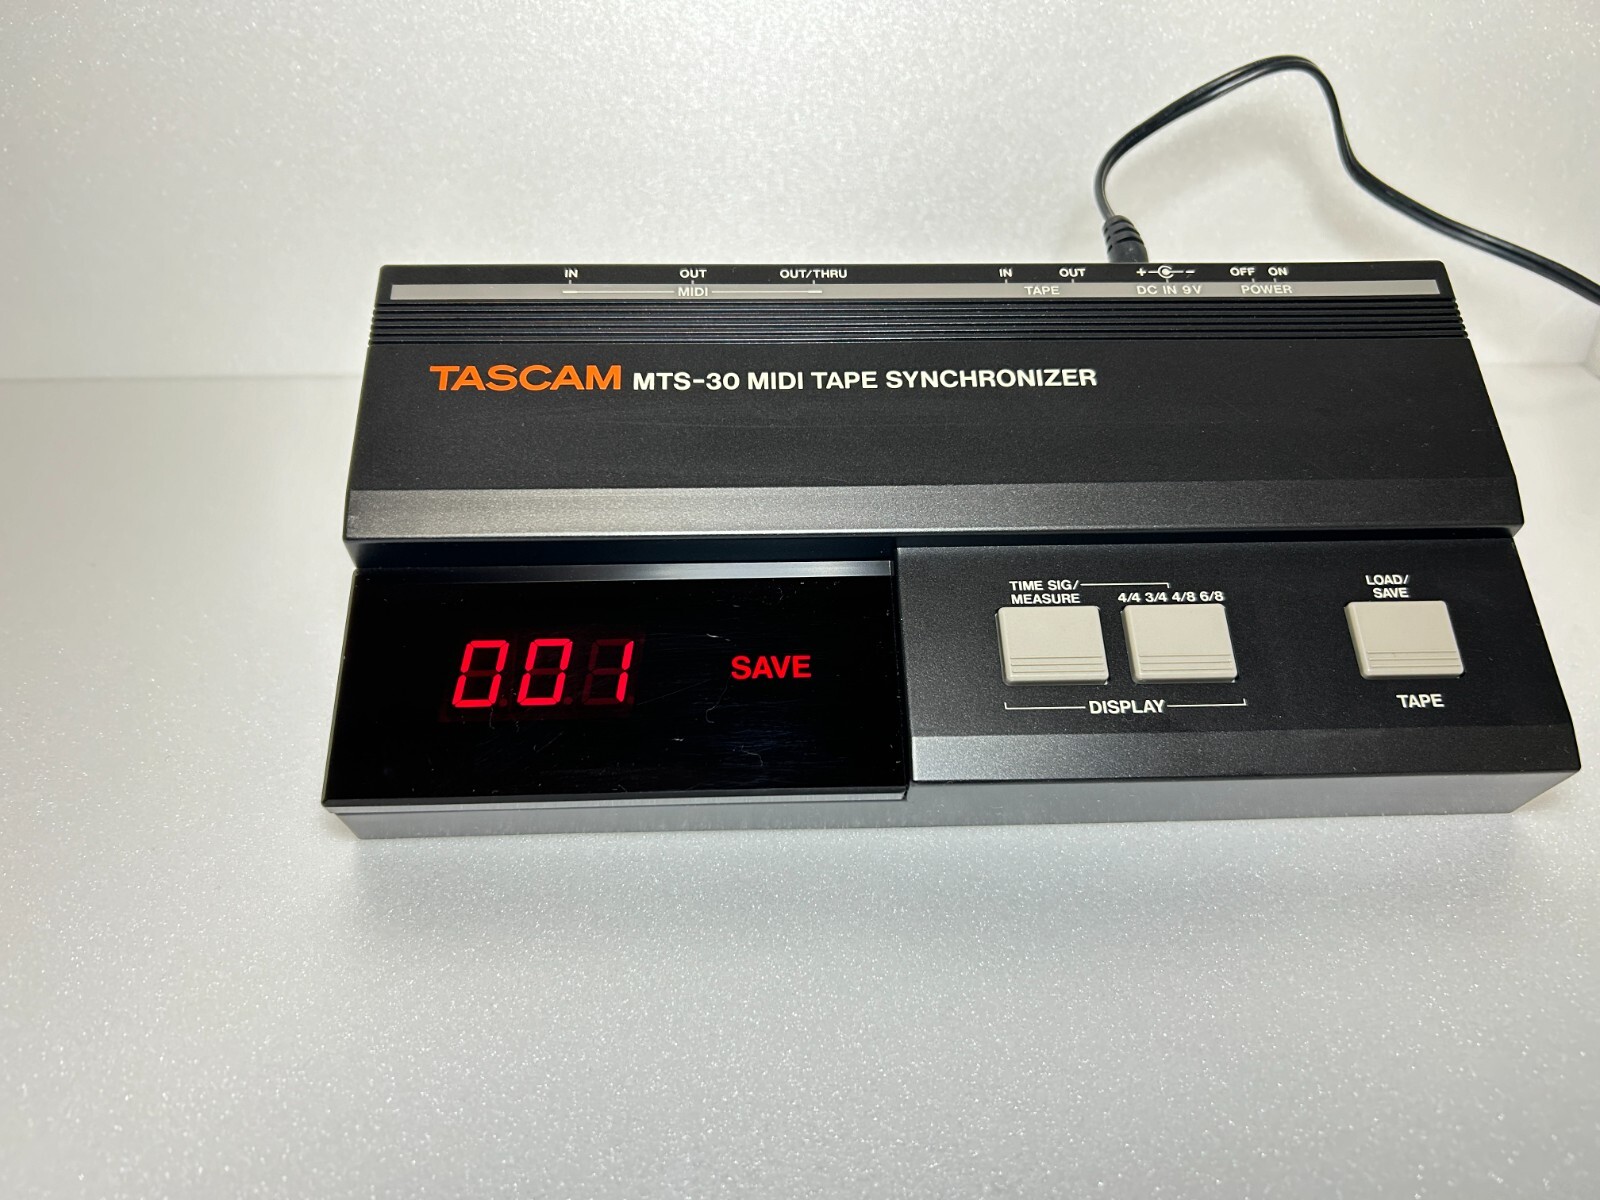 IN OUT OUT/THRU IN OUT + - OFF ON
MIDI TAPE DC IN 9V POWER
TASCAM MTS-30 MIDI TAPE SYNCHRONIZER
TIME SIG/
MEASURE 4/4 3/4 4/8 6/8
LOAD/
SAVE
001 SAVE
DISPLAY
TAPE